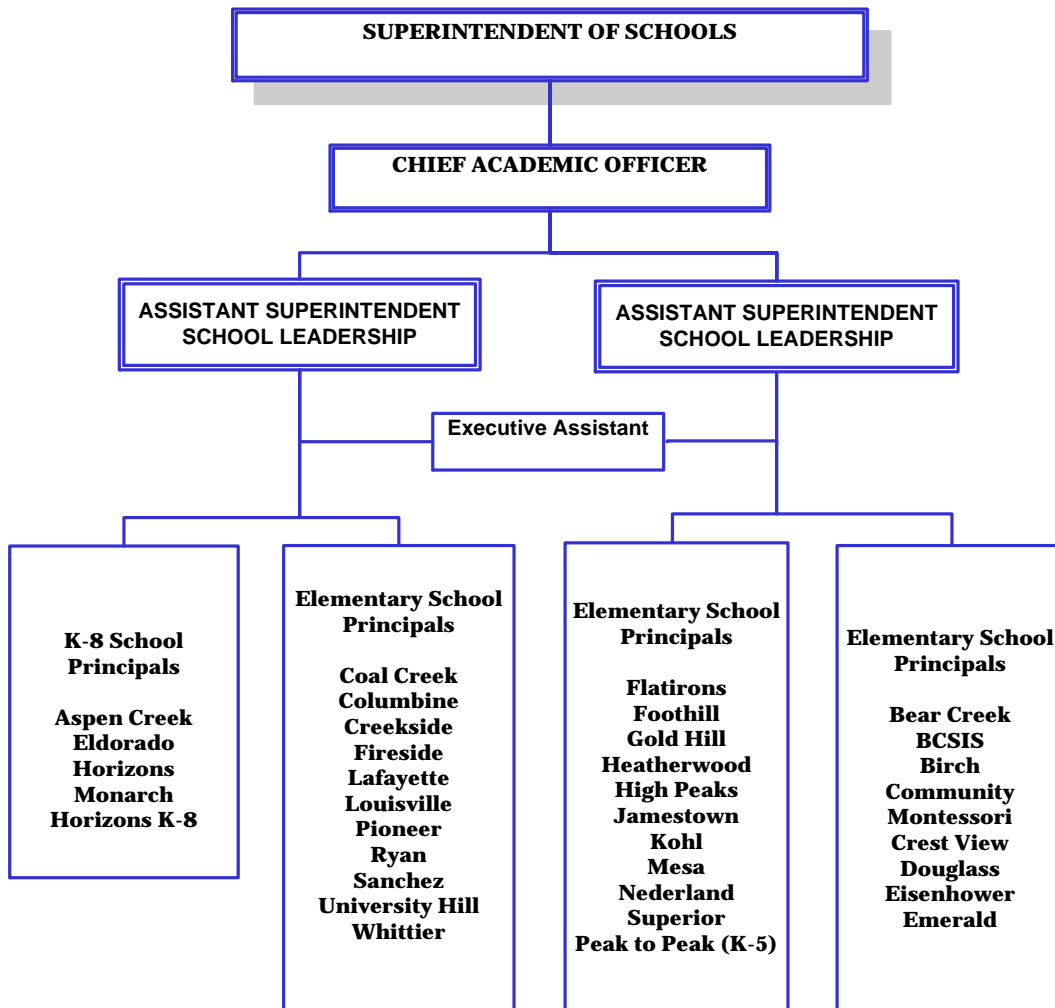 SUPERINTENDENT OF SCHOOLS
CHIEF ACADEMIC OFFICER
ASSISTANT SUPERINTENDENT
SCHOOL LEADERSHIP
ASSISTANT SUPERINTENDENT
SCHOOL LEADERSHIP
Executive Assistant
K-8 School
Principals
Aspen Creek
Eldorado
Horizons
Monarch
Horizons K-8
Elementary School
Principals
Coal Creek
Columbine
Creekside
Fireside
Lafayette
Louisville
Pioneer
Ryan
Sanchez
University Hill
Whittier
Elementary School
Principals
Flatirons
Foothill
Gold Hill
Heatherwood
High Peaks
Jamestown
Kohl
Mesa
Nederland
Superior
Peak to Peak (K-5)
Elementary School
Principals
Bear Creek
BCSIS
Birch
Community
Montessori
Crest View
Douglass
Eisenhower
Emerald